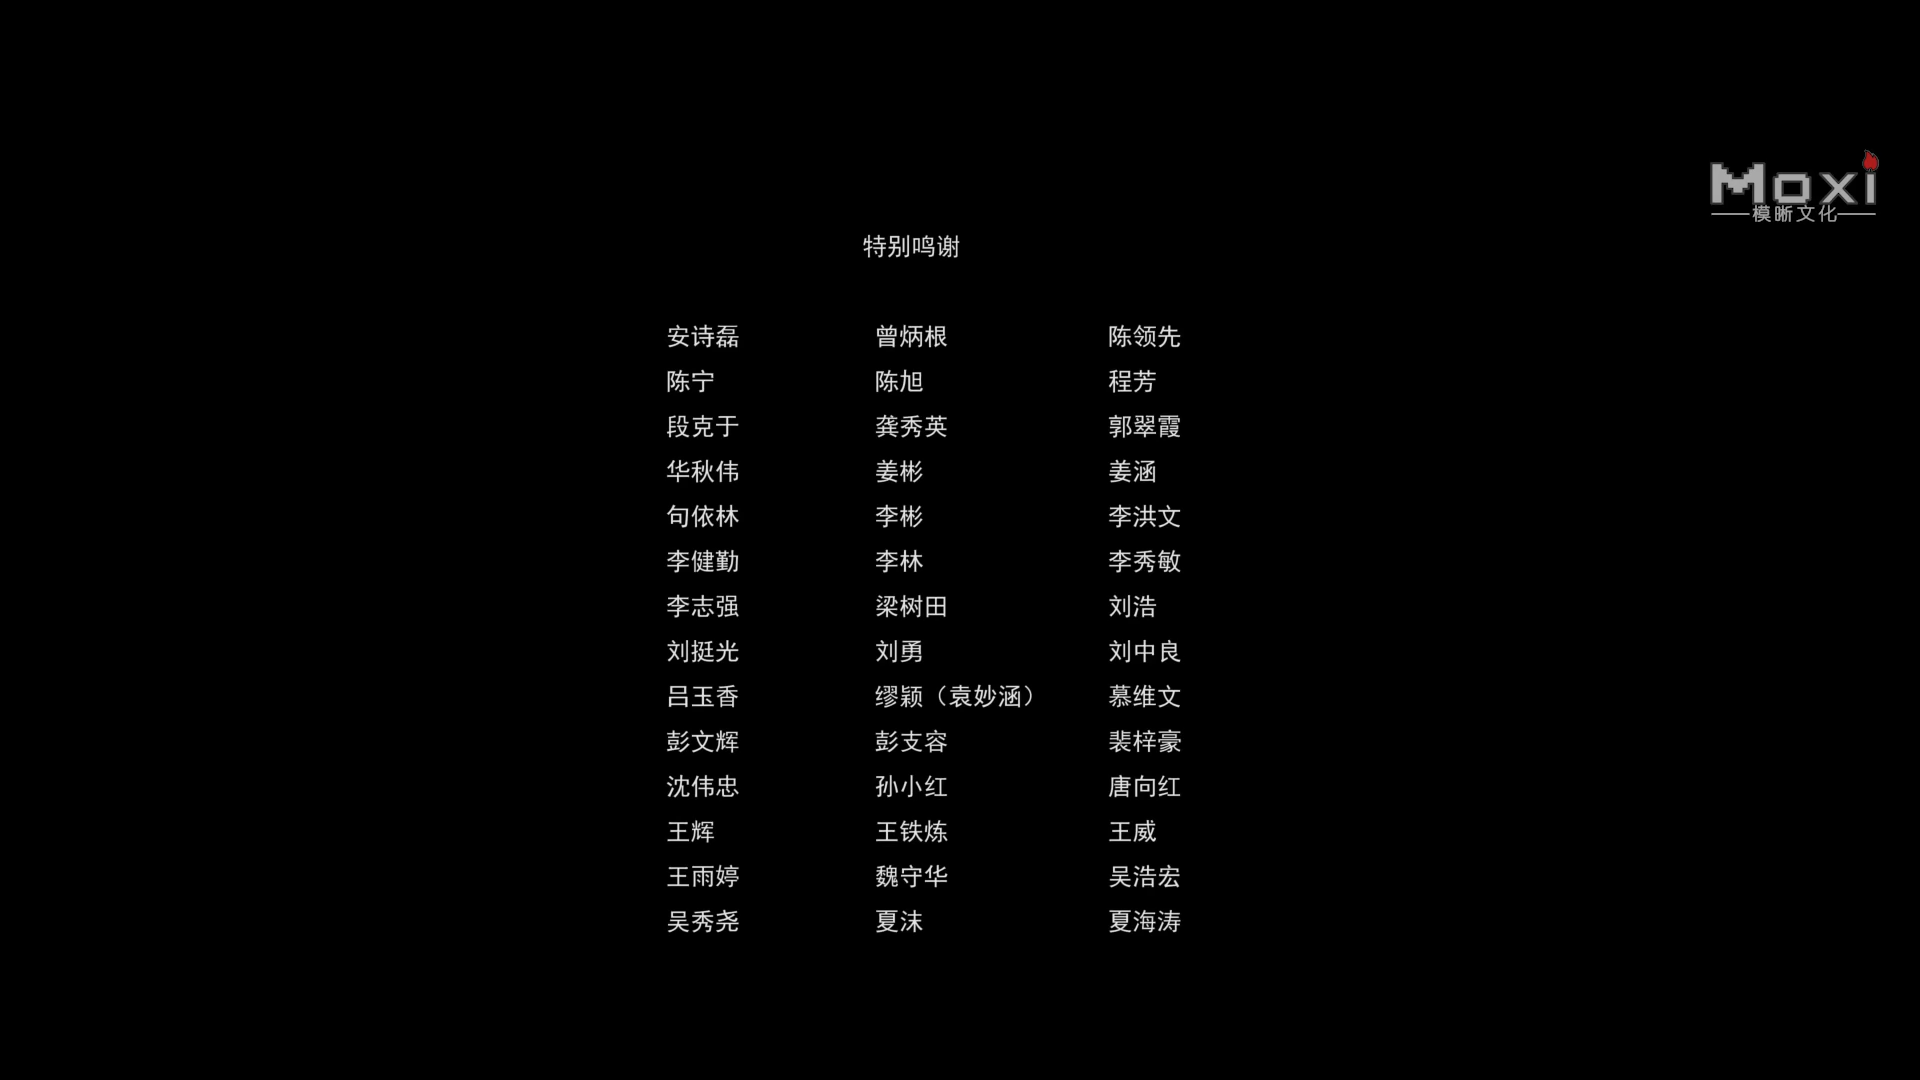 Moxi
模晰文化
特别鸣谢
安诗磊 曾炳根 陈领先
陈宁 陈旭 程芳
段克于 龚秀英 郭翠霞
华秋伟 姜彬 姜涵
句依林 李彬 李洪文
李健勤 李林 李秀敏
李志强 梁树田 刘浩
刘挺光 刘勇 刘中良
吕玉香 缪颖（袁妙涵） 慕维文
彭文辉 彭支容 裴梓豪
沈伟忠 孙小红 唐向红
王辉 王铁炼 王威
王雨婷 魏守华 吴浩宏
吴秀尧 夏沫 夏海涛